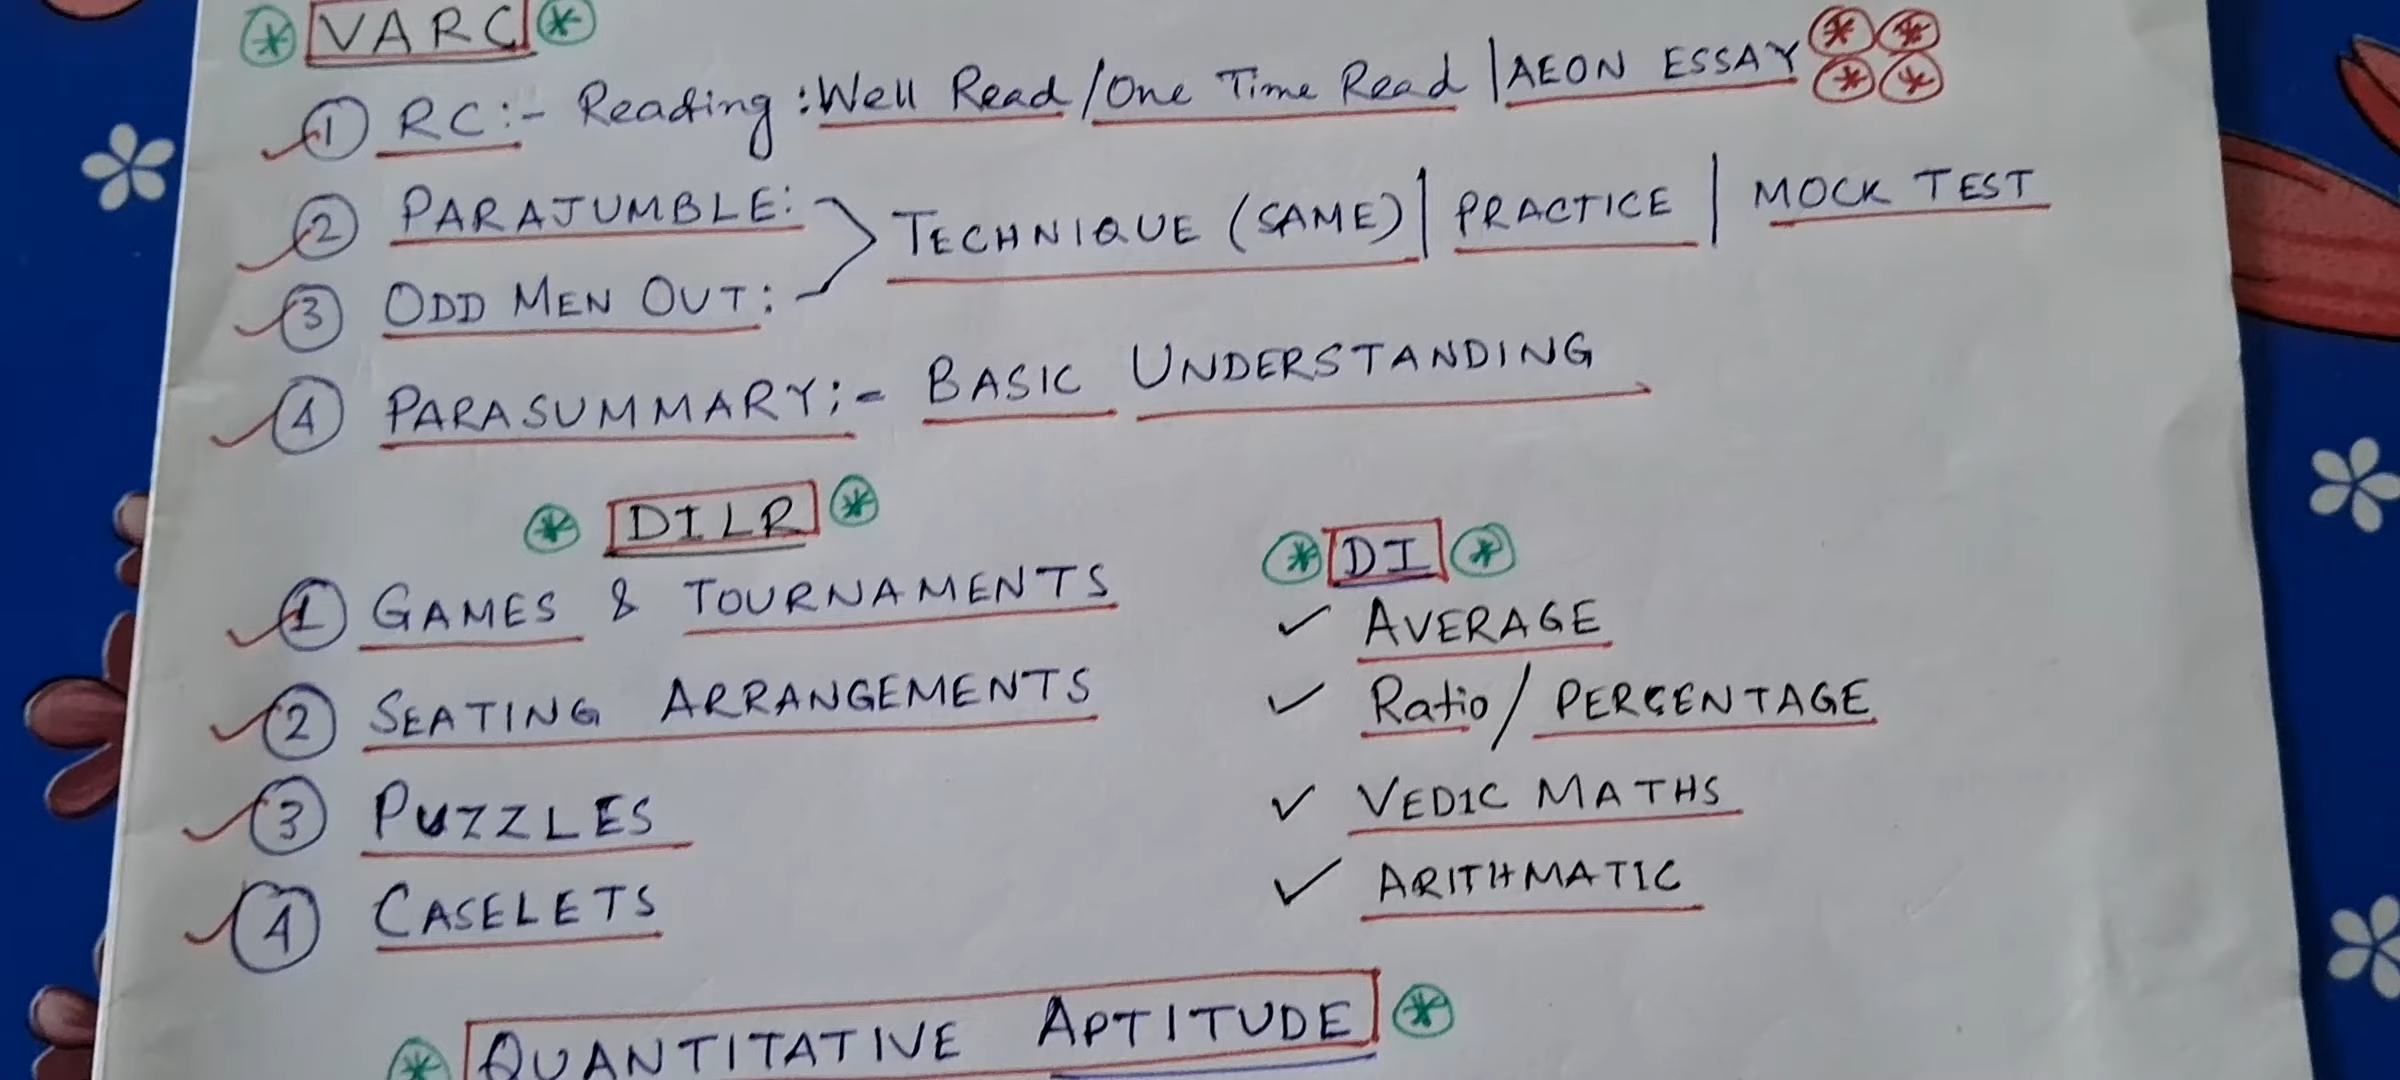 * VARC *
① RC:- Reading: Well Read / One Time Read | AEON ESSAY * * * *
② PARAJUMBLE:
TECHNIQUE (SAME) | PRACTICE | MOCK TEST
③ ODD MEN OUT:
④ PARASUMMARY:- BASIC UNDERSTANDING
* DILR *
① GAMES & TOURNAMENTS
② SEATING ARRANGEMENTS
③ PUZZLES
④ CASELETS
* DI *
✓ AVERAGE
✓ Ratio / PERCENTAGE
✓ VEDIC MATHS
✓ ARITHMATIC
* QUANTITATIVE APTITUDE *